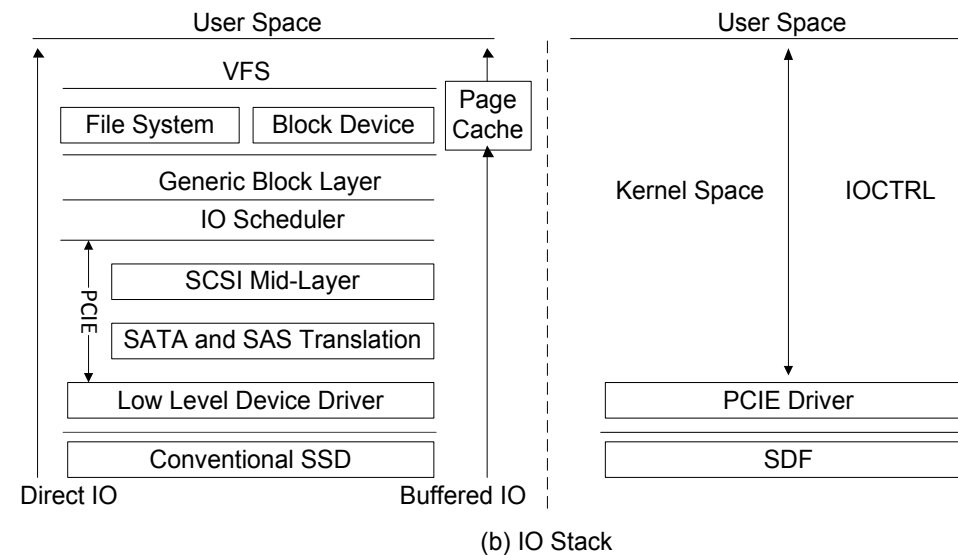 User Space
VFS
File System
Block Device
Page
Cache
Generic Block Layer
IO Scheduler
PCIE
SCSI Mid-Layer
SATA and SAS Translation
Low Level Device Driver
Conventional SSD
Direct IO
Buffered IO
User Space
Kernel Space
IOCTRL
PCIE Driver
SDF
(b) IO Stack